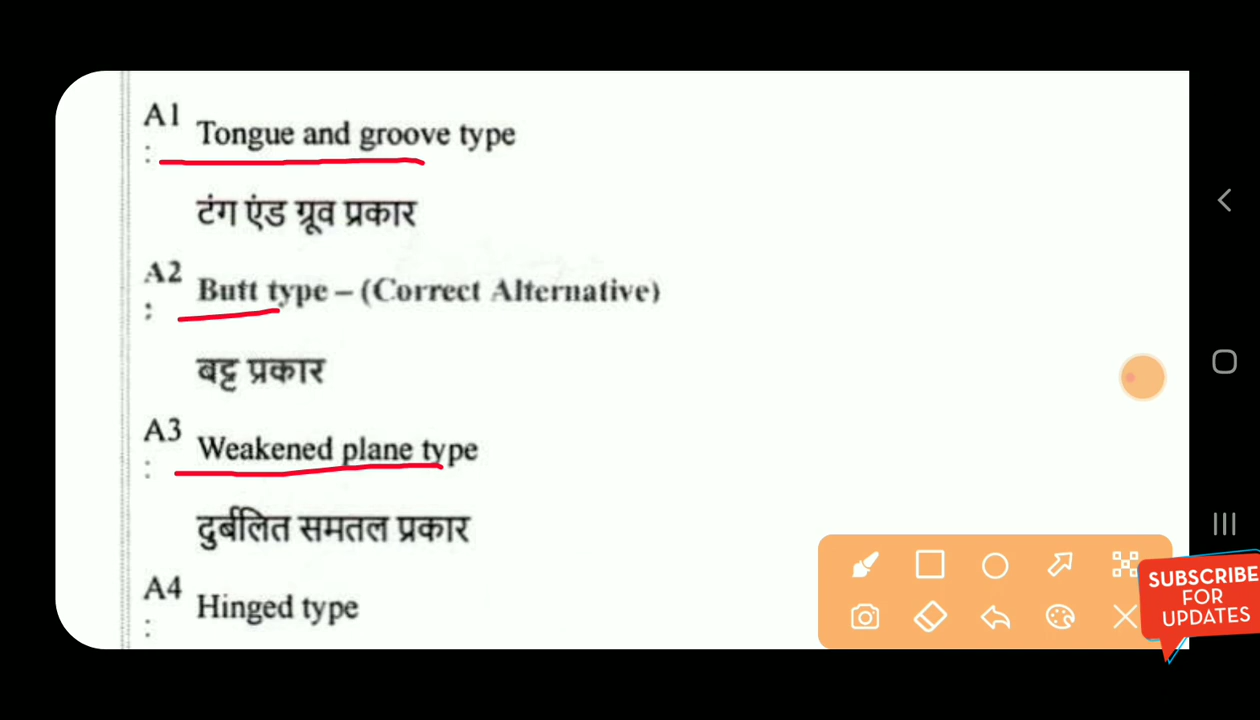 A1
: Tongue and groove type
टंग एंड ग्रूव प्रकार
A2
: Butt type – (Correct Alternative)
बट्ट प्रकार
A3
: Weakened plane type
दुर्बलित समतल प्रकार
A4
: Hinged type
SUBSCRIBE
FOR
UPDATES